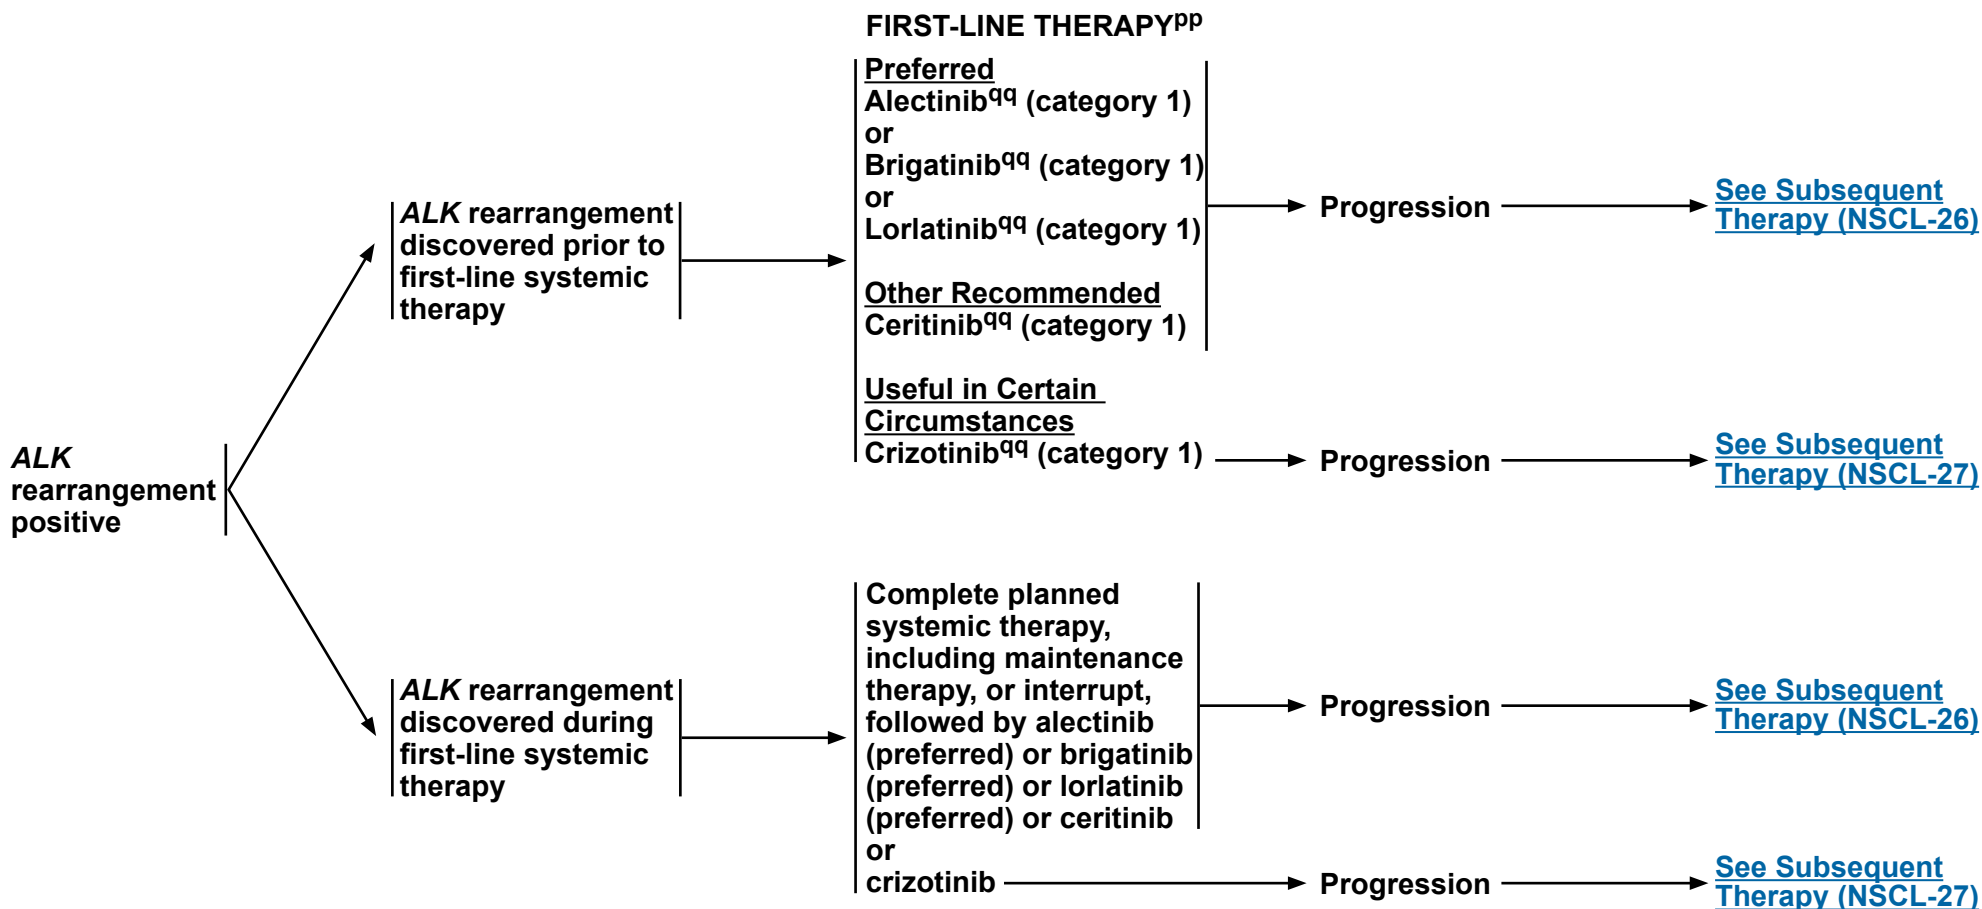 FIRST-LINE THERAPYpp
Preferred
Alectinibqq (category 1)
or
Brigatinibqq (category 1)
or
Lorlatinibqq (category 1)
Other Recommended
Ceritinibqq (category 1)
Useful in Certain
Circumstances
Crizotinibqq (category 1)
ALK rearrangement
discovered prior to
first-line systemic
therapy
Progression
See Subsequent
Therapy (NSCL-26)
Progression
See Subsequent
Therapy (NSCL-27)
ALK
rearrangement
positive
ALK rearrangement
discovered during
first-line systemic
therapy
Complete planned
systemic therapy,
including maintenance
therapy, or interrupt,
followed by alectinib
(preferred) or brigatinib
(preferred) or lorlatinib
(preferred) or ceritinib
or
crizotinib
Progression
See Subsequent
Therapy (NSCL-26)
Progression
See Subsequent
Therapy (NSCL-27)